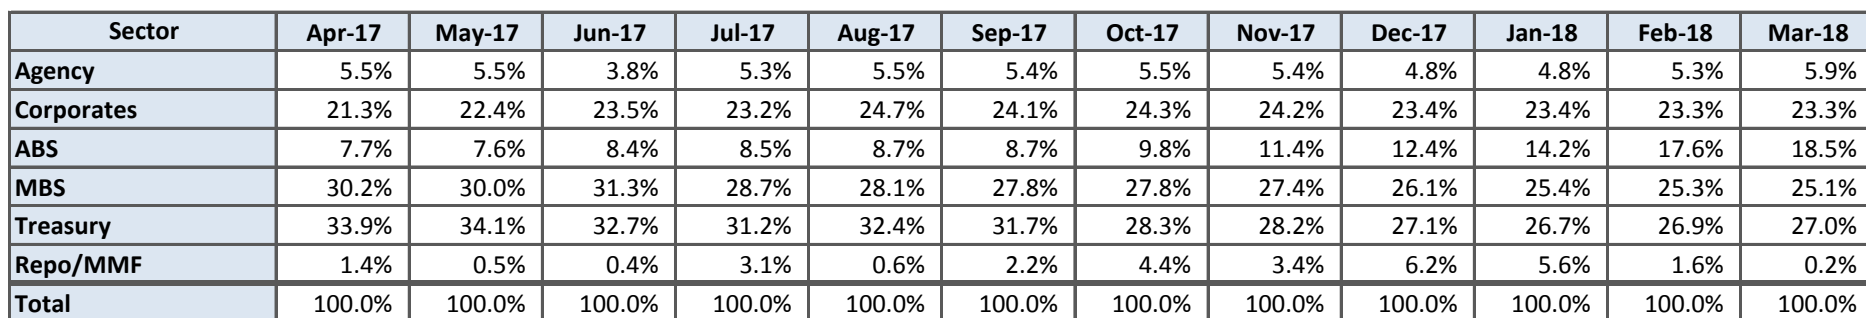 Sector Apr-17 May-17 Jun-17 Jul-17 Aug-17 Sep-17 Oct-17 Nov-17 Dec-17 Jan-18 Feb-18 Mar-18
Agency 5.5% 5.5% 3.8% 5.3% 5.5% 5.4% 5.5% 5.4% 4.8% 4.8% 5.3% 5.9%
Corporates 21.3% 22.4% 23.5% 23.2% 24.7% 24.1% 24.3% 24.2% 23.4% 23.4% 23.3% 23.3%
ABS 7.7% 7.6% 8.4% 8.5% 8.7% 8.7% 9.8% 11.4% 12.4% 14.2% 17.6% 18.5%
MBS 30.2% 30.0% 31.3% 28.7% 28.1% 27.8% 27.8% 27.4% 26.1% 25.4% 25.3% 25.1%
Treasury 33.9% 34.1% 32.7% 31.2% 32.4% 31.7% 28.3% 28.2% 27.1% 26.7% 26.9% 27.0%
Repo/MMF 1.4% 0.5% 0.4% 3.1% 0.6% 2.2% 4.4% 3.4% 6.2% 5.6% 1.6% 0.2%
Total 100.0% 100.0% 100.0% 100.0% 100.0% 100.0% 100.0% 100.0% 100.0% 100.0% 100.0% 100.0%